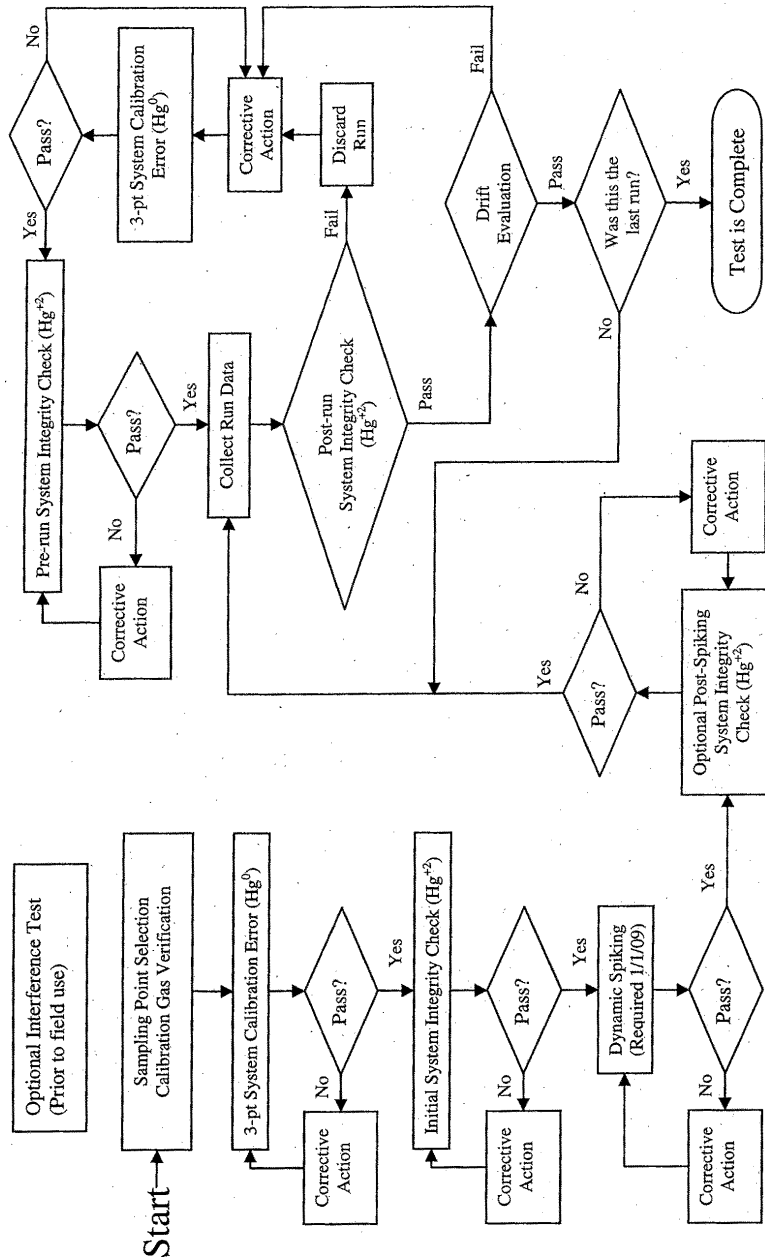 Optional Interference Test
(Prior to field use)
Start
Sampling Point Selection
Calibration Gas Verification
3-pt System Calibration Error (Hg⁰)
Pass?
No
Corrective
Action
Yes
Initial System Integrity Check (Hg⁺²)
Pass?
No
Corrective
Action
Yes
Dynamic Spiking
(Required 1/1/09)
Pass?
No
Corrective
Action
Yes
Optional Post-Spiking
System Integrity
Check (Hg⁺²)
Pass?
No
Corrective
Action
Yes
Pre-run System Integrity Check (Hg⁺²)
Pass?
No
Corrective
Action
Yes
Collect Run Data
Post-run
System Integrity Check
(Hg⁺²)
Fail
Discard
Run
Corrective
Action
3-pt System Calibration
Error (Hg⁰)
Pass?
No
Yes
Pass
Drift
Evaluation
Fail
Pass
Was this the
last run?
No
Yes
Test is Complete